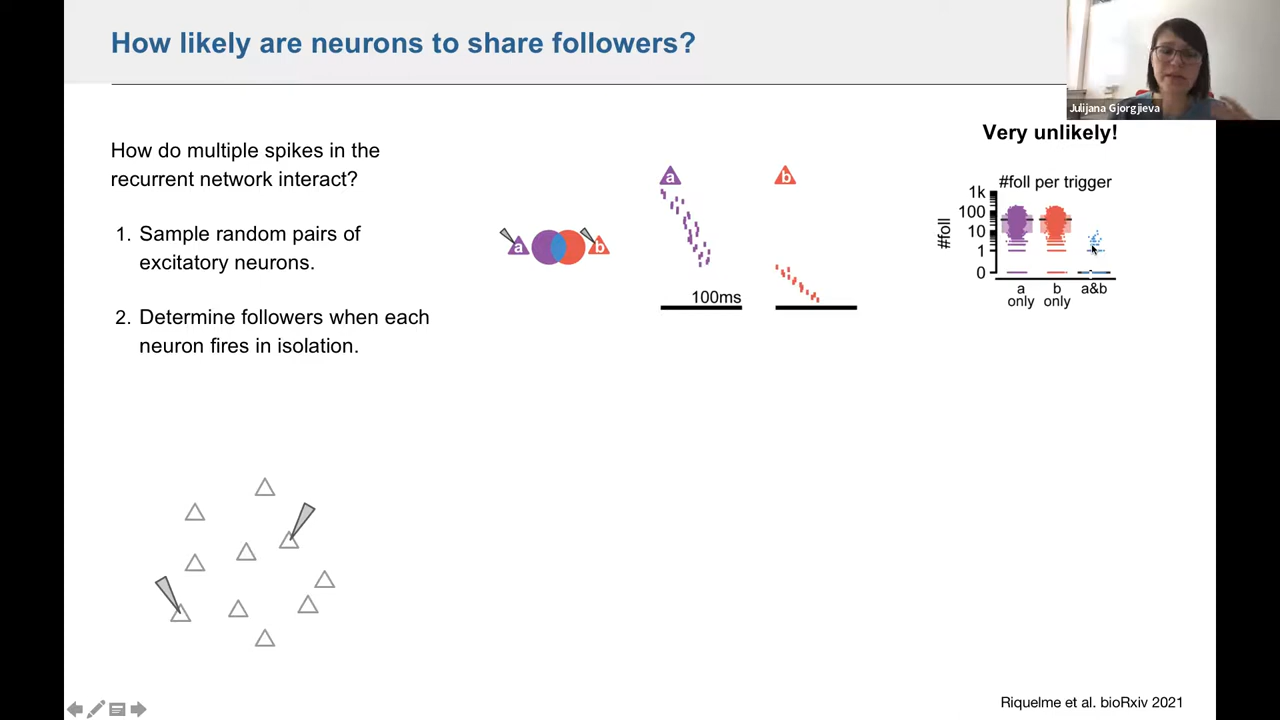 How likely are neurons to share followers?
Julijana Gjorgjieva
Very unlikely!
How do multiple spikes in the
recurrent network interact?
1. Sample random pairs of
excitatory neurons.
2. Determine followers when each
neuron fires in isolation.
a
b
a
100ms
b
#foll per trigger
#foll
1k
100
10
1
0
a
only
b
only
a&b
Riquelme et al. bioRxiv 2021